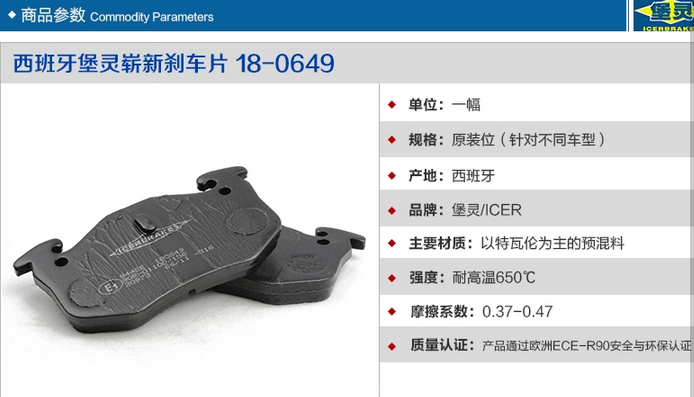 商品参数 Commodity Parameters
堡灵
ICERBRAKE
西班牙堡灵崭新刹车片 18-0649
单位：一幅
规格：原装位（针对不同车型）
产地：西班牙
品牌：堡灵/ICER
主要材质：以特瓦伦为主的预混料
强度：耐高温650℃
摩擦系数：0.37-0.47
质量认证：产品通过欧洲ECE-R90安全与环保认证
ICERBRAKES
180649
E1